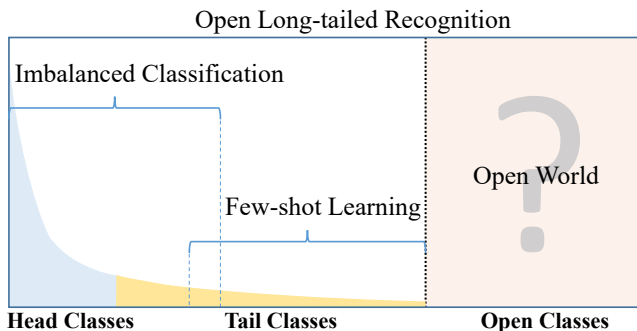 Open Long-tailed Recognition
Imbalanced Classification
?
Open World
Few-shot Learning
Head Classes
Tail Classes
Open Classes